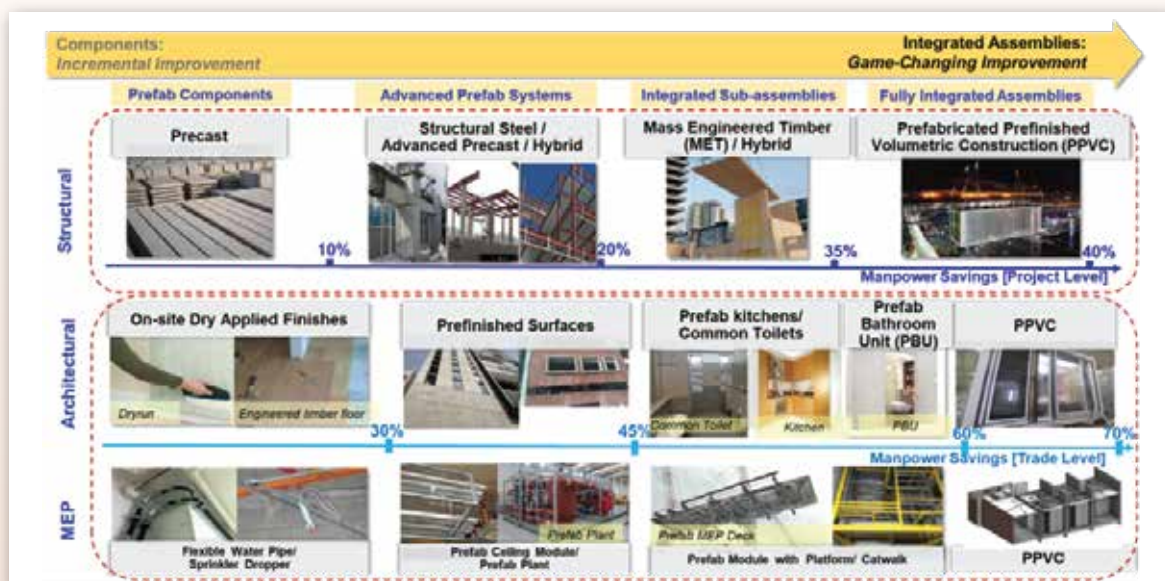 Components:
Incremental Improvement
Integrated Assemblies:
Game-Changing Improvement
Prefab Components
Advanced Prefab Systems
Integrated Sub-assemblies
Fully Integrated Assemblies
Structural
Precast
Structural Steel /
Advanced Precast / Hybrid
Mass Engineered Timber
(MET) / Hybrid
Prefabricated Prefinished
Volumetric Construction (PPVC)
10%
20%
35%
40%
Manpower Savings [Project Level]
Architectural
On-site Dry Applied Finishes
Prefinished Surfaces
Prefab kitchens/
Common Toilets
Prefab
Bathroom
Unit (PBU)
PPVC
Engineered timber floor
Common Toilet
Kitchen
PBU
30%
45%
60%
70%
Manpower Savings [Trade Level]
MEP
Prefab Plant
Prefab MEP Deck
Flexible Water Pipe/
Sprinkler Dropper
Prefab Ceiling Module/
Prefab Plant
Prefab Module with Platform/ Catwalk
PPVC